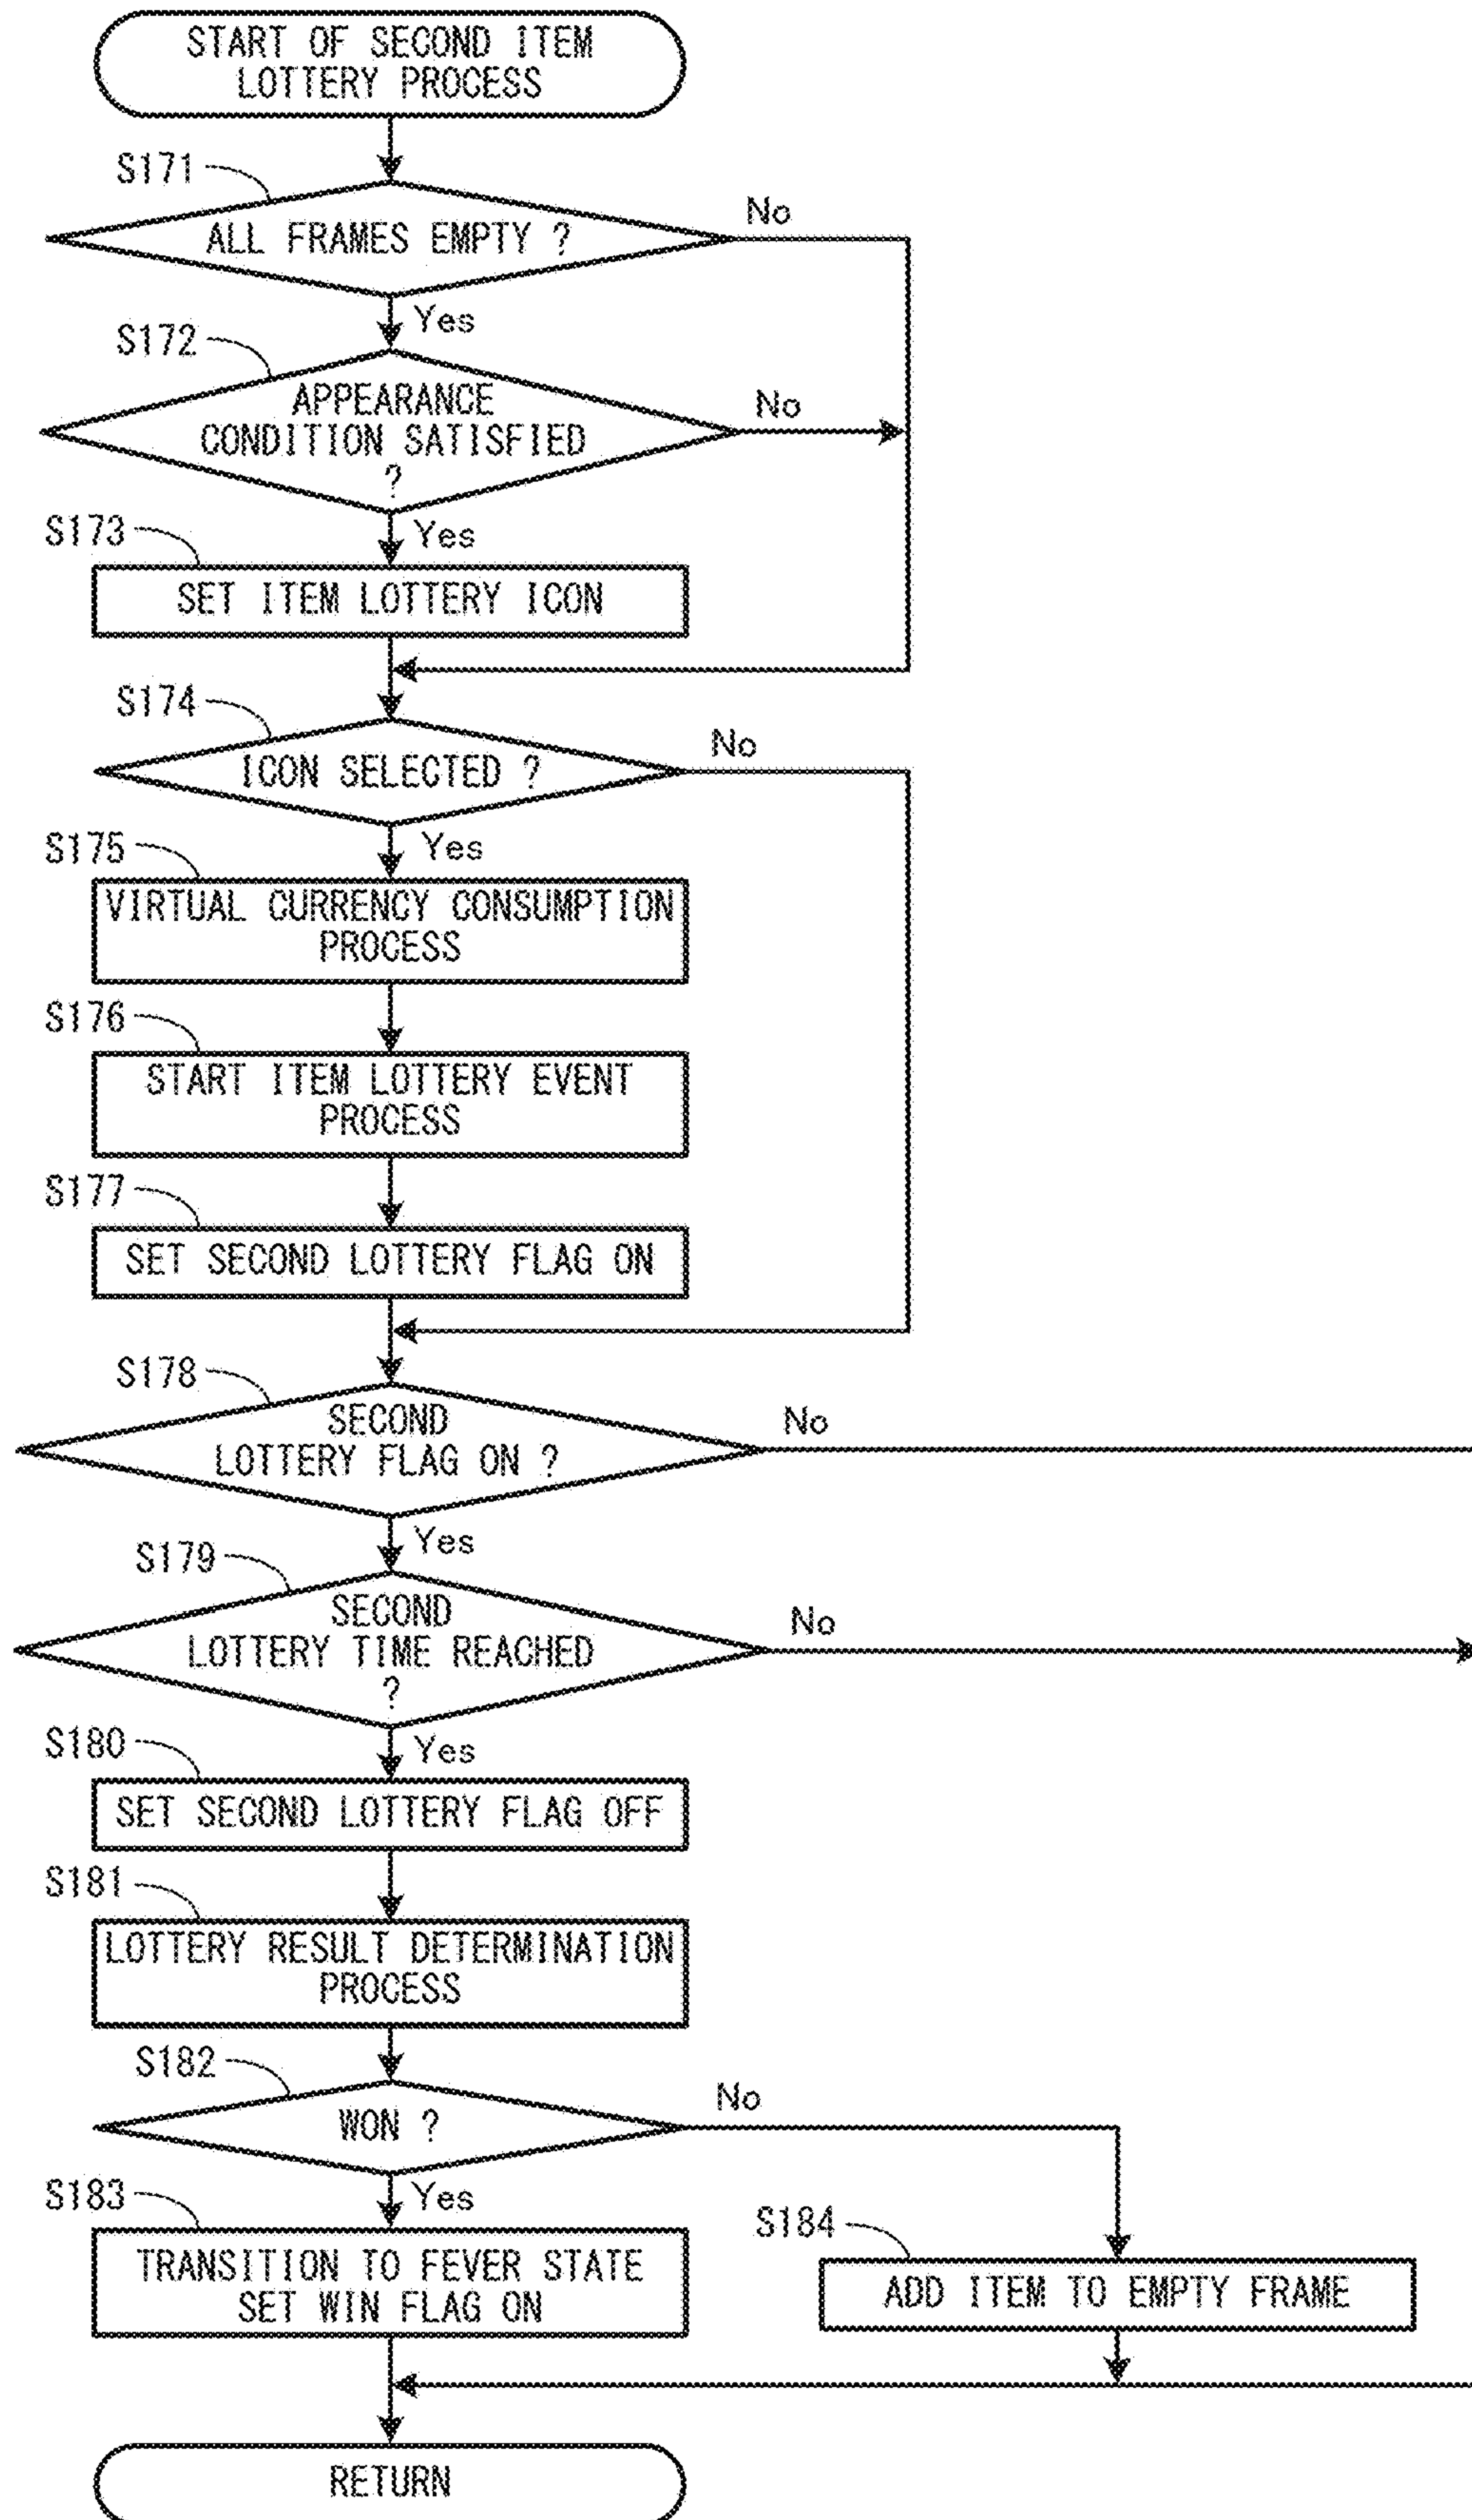 START OF SECOND ITEM
LOTTERY PROCESS
S171
ALL FRAMES EMPTY ?
No
Yes
S172
APPEARANCE
CONDITION SATISFIED
?
No
Yes
S173
SET ITEM LOTTERY ICON
S174
ICON SELECTED ?
No
Yes
S175
VIRTUAL CURRENCY CONSUMPTION
PROCESS
S176
START ITEM LOTTERY EVENT
PROCESS
S177
SET SECOND LOTTERY FLAG ON
S178
SECOND
LOTTERY FLAG ON ?
No
Yes
S179
SECOND
LOTTERY TIME REACHED
?
No
Yes
S180
SET SECOND LOTTERY FLAG OFF
S181
LOTTERY RESULT DETERMINATION
PROCESS
S182
WON ?
No
Yes
S183
TRANSITION TO FEVER STATE
SET WIN FLAG ON
S184
ADD ITEM TO EMPTY FRAME
RETURN